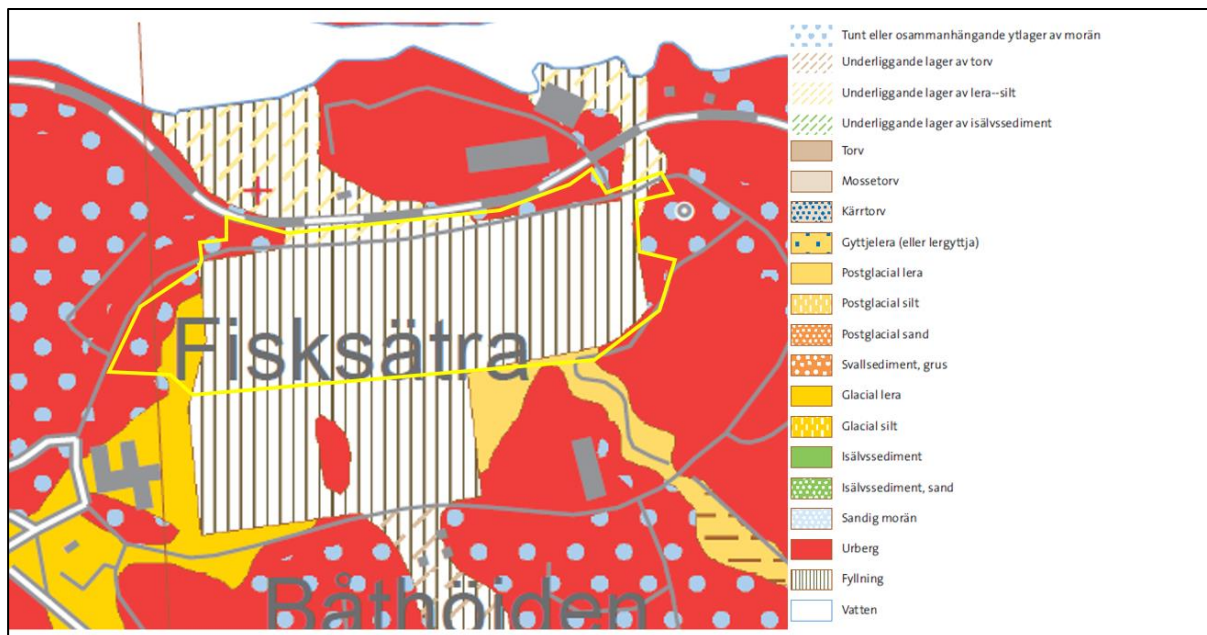 Fisksätra
Båthöjden
Tunt eller osammanhängande ytlager av morän
Underliggande lager av torv
Underliggande lager av lera--silt
Underliggande lager av isälvssediment
Torv
Mossetorv
Kärrtorv
Gyttjelera (eller lergyttja)
Postglacial lera
Postglacial silt
Postglacial sand
Svallsediment, grus
Glacial lera
Glacial silt
Isälvssediment
Isälvssediment, sand
Sandig morän
Urberg
Fyllning
Vatten